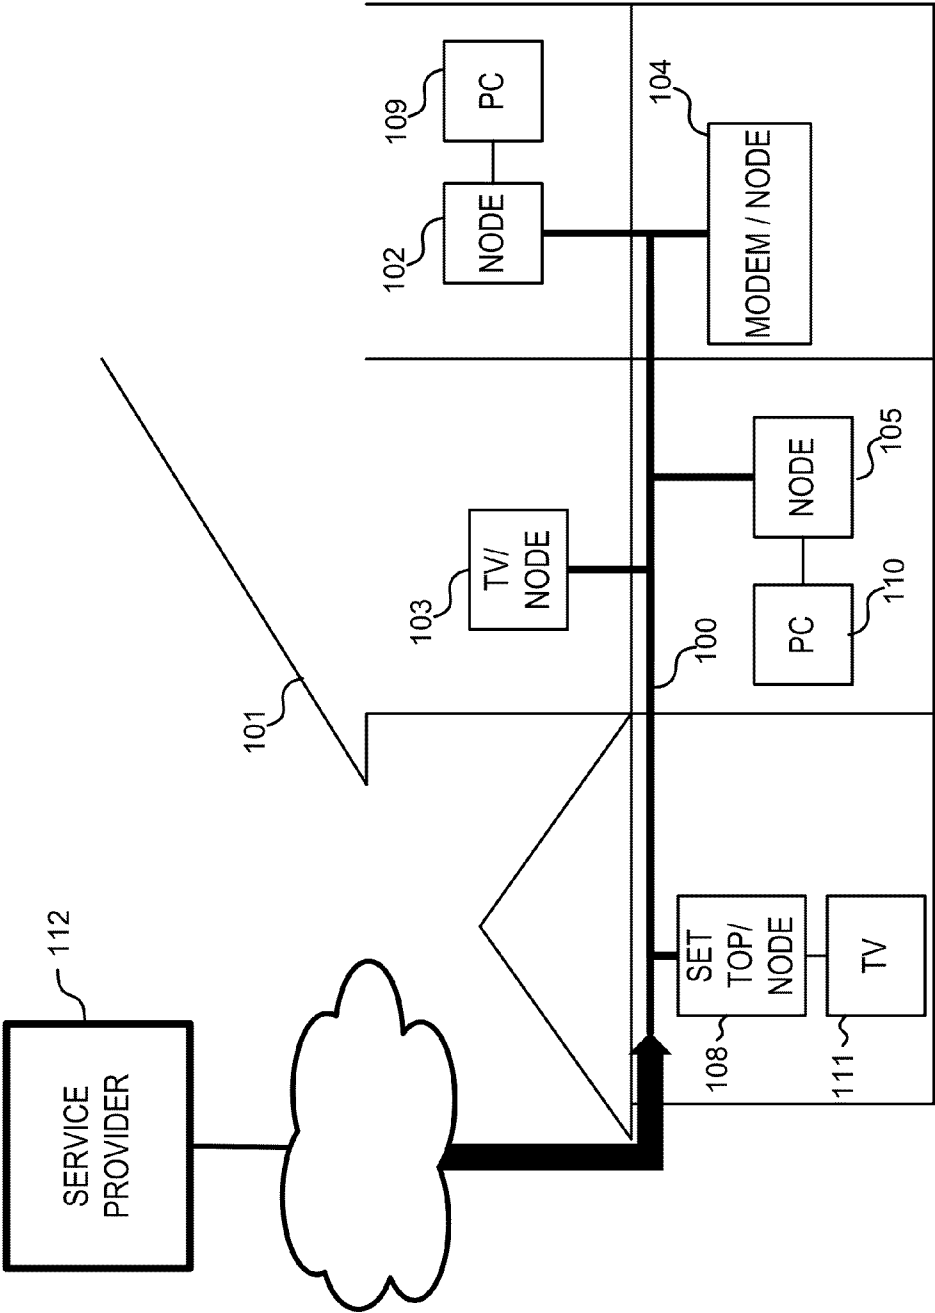 SERVICE
PROVIDER
112
101
103
TV/
NODE
102
NODE
109
PC
100
104
MODEM / NODE
108
SET
TOP/
NODE
111
TV
PC
110
NODE
105